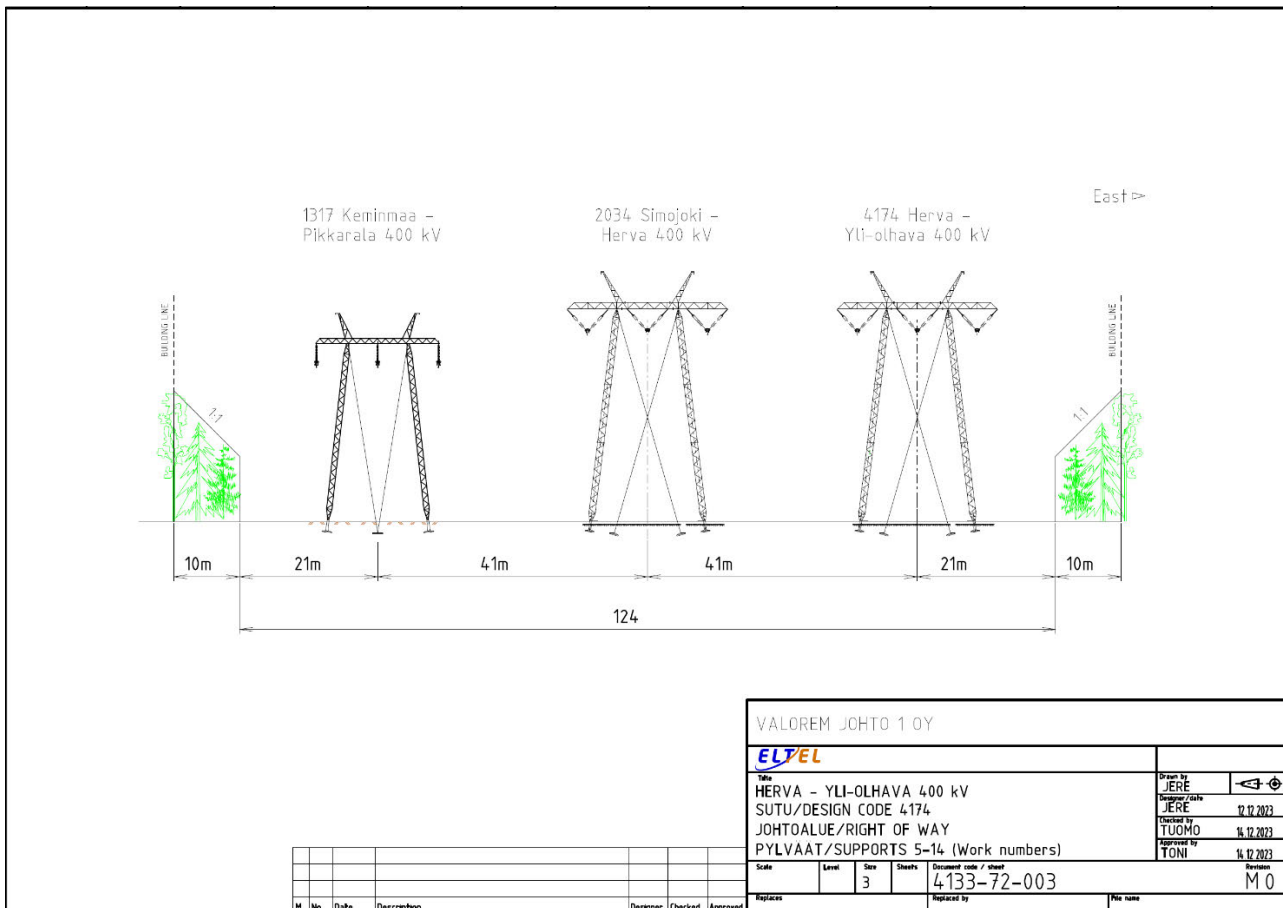 East
1317 Keminmaa -
Pikkarala 400 kV
2034 Simojoki -
Herva 400 kV
4174 Herva -
Yli-olhava 400 kV
BUILDING LINE
BUILDING LINE
1:1
1:1
10m
21m
41m
41m
21m
10m
124
VALOREM JOHTO 1 OY
ELTEL
Title
HERVA - YLI-OLHAVA 400 kV
SUTU/DESIGN CODE 4174
JOHTOALUE/RIGHT OF WAY
PYLVÄÄT/SUPPORTS 5-14 (Work numbers)
Drawn by
JERE
Designer/date
JERE 12.12.2023
Checked by
TUOMO 14.12.2023
Approved by
TONI 14.12.2023
Scale Level Size Sheets Document code / sheet Revision
3 4133-72-003 M 0
Replaces Replaced by File name
M No Date Description Designer Checked Approved